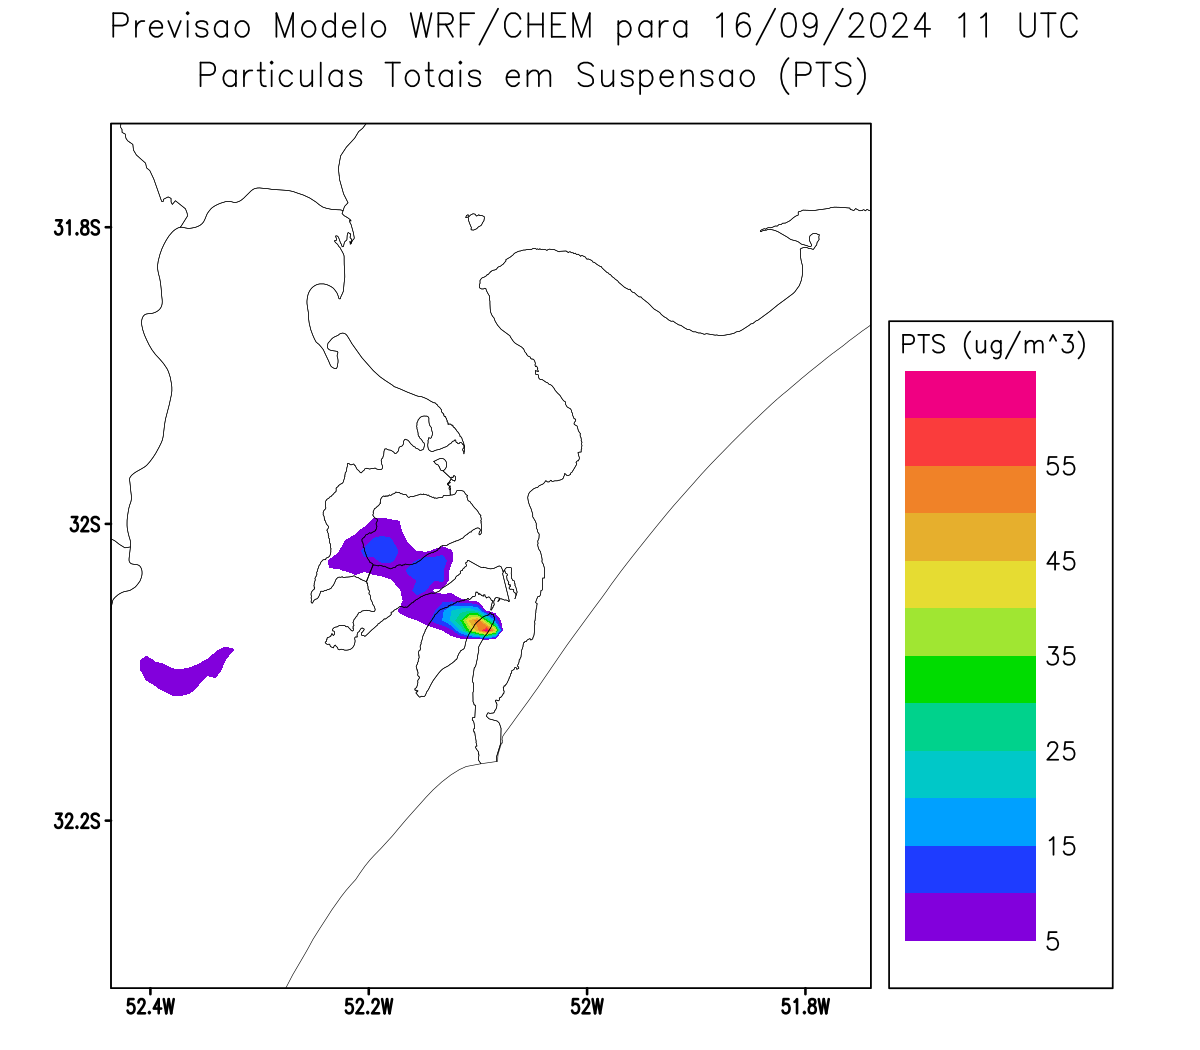 Previsao Modelo WRF/CHEM para 16/09/2024 11 UTC
Particulas Totais em Suspensao (PTS)
31.8S
32S
32.2S
52.4W 52.2W 52W 51.8W
PTS (ug/m^3)
55
45
35
25
15
5